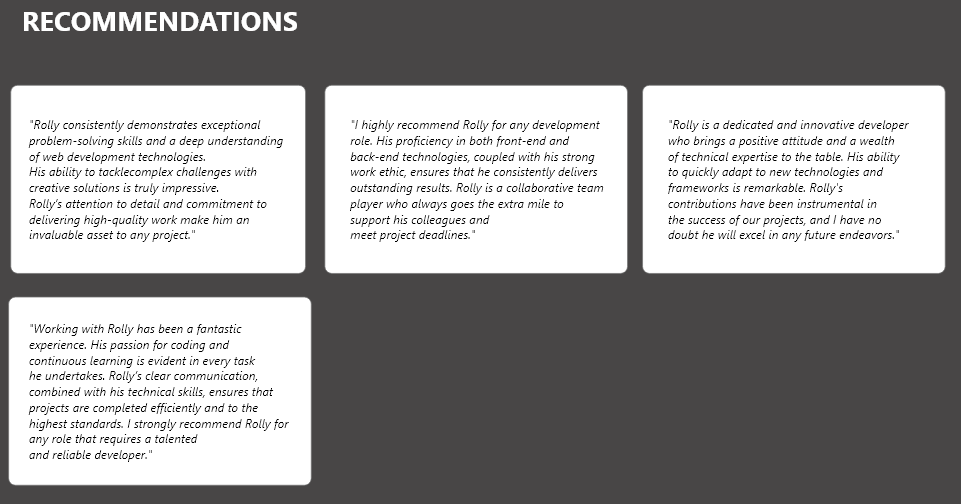 RECOMMENDATIONS
"Rolly consistently demonstrates exceptional
problem-solving skills and a deep understanding
of web development technologies.
His ability to tacklecomplex challenges with
creative solutions is truly impressive.
Rolly's attention to detail and commitment to
delivering high-quality work make him an
invaluable asset to any project."
"I highly recommend Rolly for any development
role. His proficiency in both front-end and
back-end technologies, coupled with his strong
work ethic, ensures that he consistently delivers
outstanding results. Rolly is a collaborative team
player who always goes the extra mile to
support his colleagues and
meet project deadlines."
"Rolly is a dedicated and innovative developer
who brings a positive attitude and a wealth
of technical expertise to the table. His ability
to quickly adapt to new technologies and
frameworks is remarkable. Rolly's
contributions have been instrumental in
the success of our projects, and I have no
doubt he will excel in any future endeavors."
"Working with Rolly has been a fantastic
experience. His passion for coding and
continuous learning is evident in every task
he undertakes. Rolly's clear communication,
combined with his technical skills, ensures that
projects are completed efficiently and to the
highest standards. I strongly recommend Rolly for
any role that requires a talented
and reliable developer."